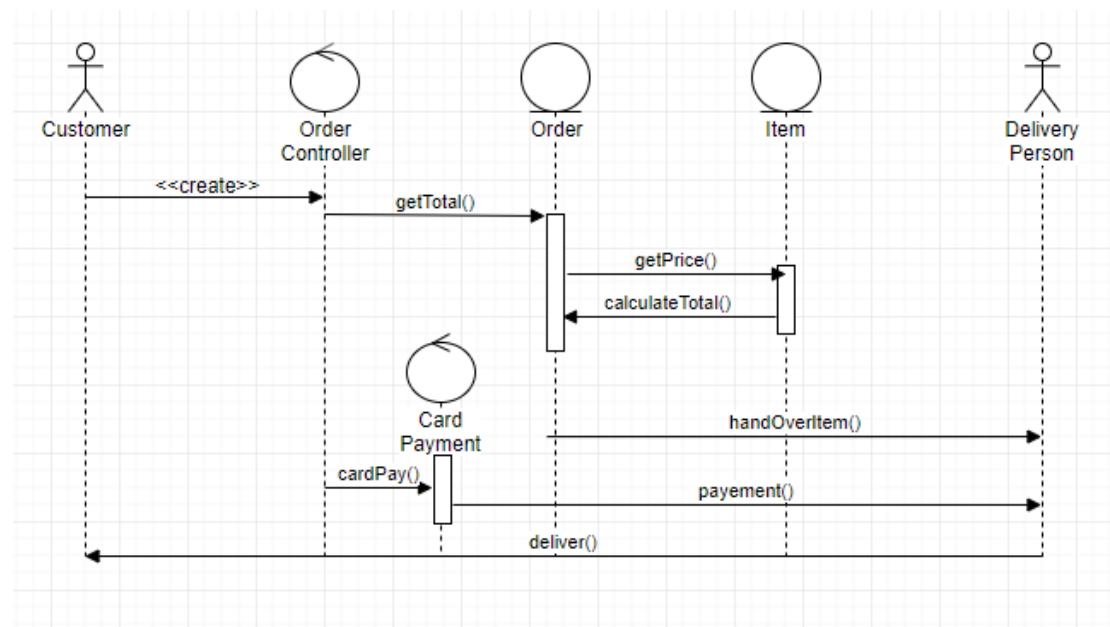 Customer
Order
Controller
Order
Item
Delivery
Person
<<create>>
getTotal()
getPrice()
calculateTotal()
Card
Payment
handOverItem()
cardPay()
payement()
deliver()